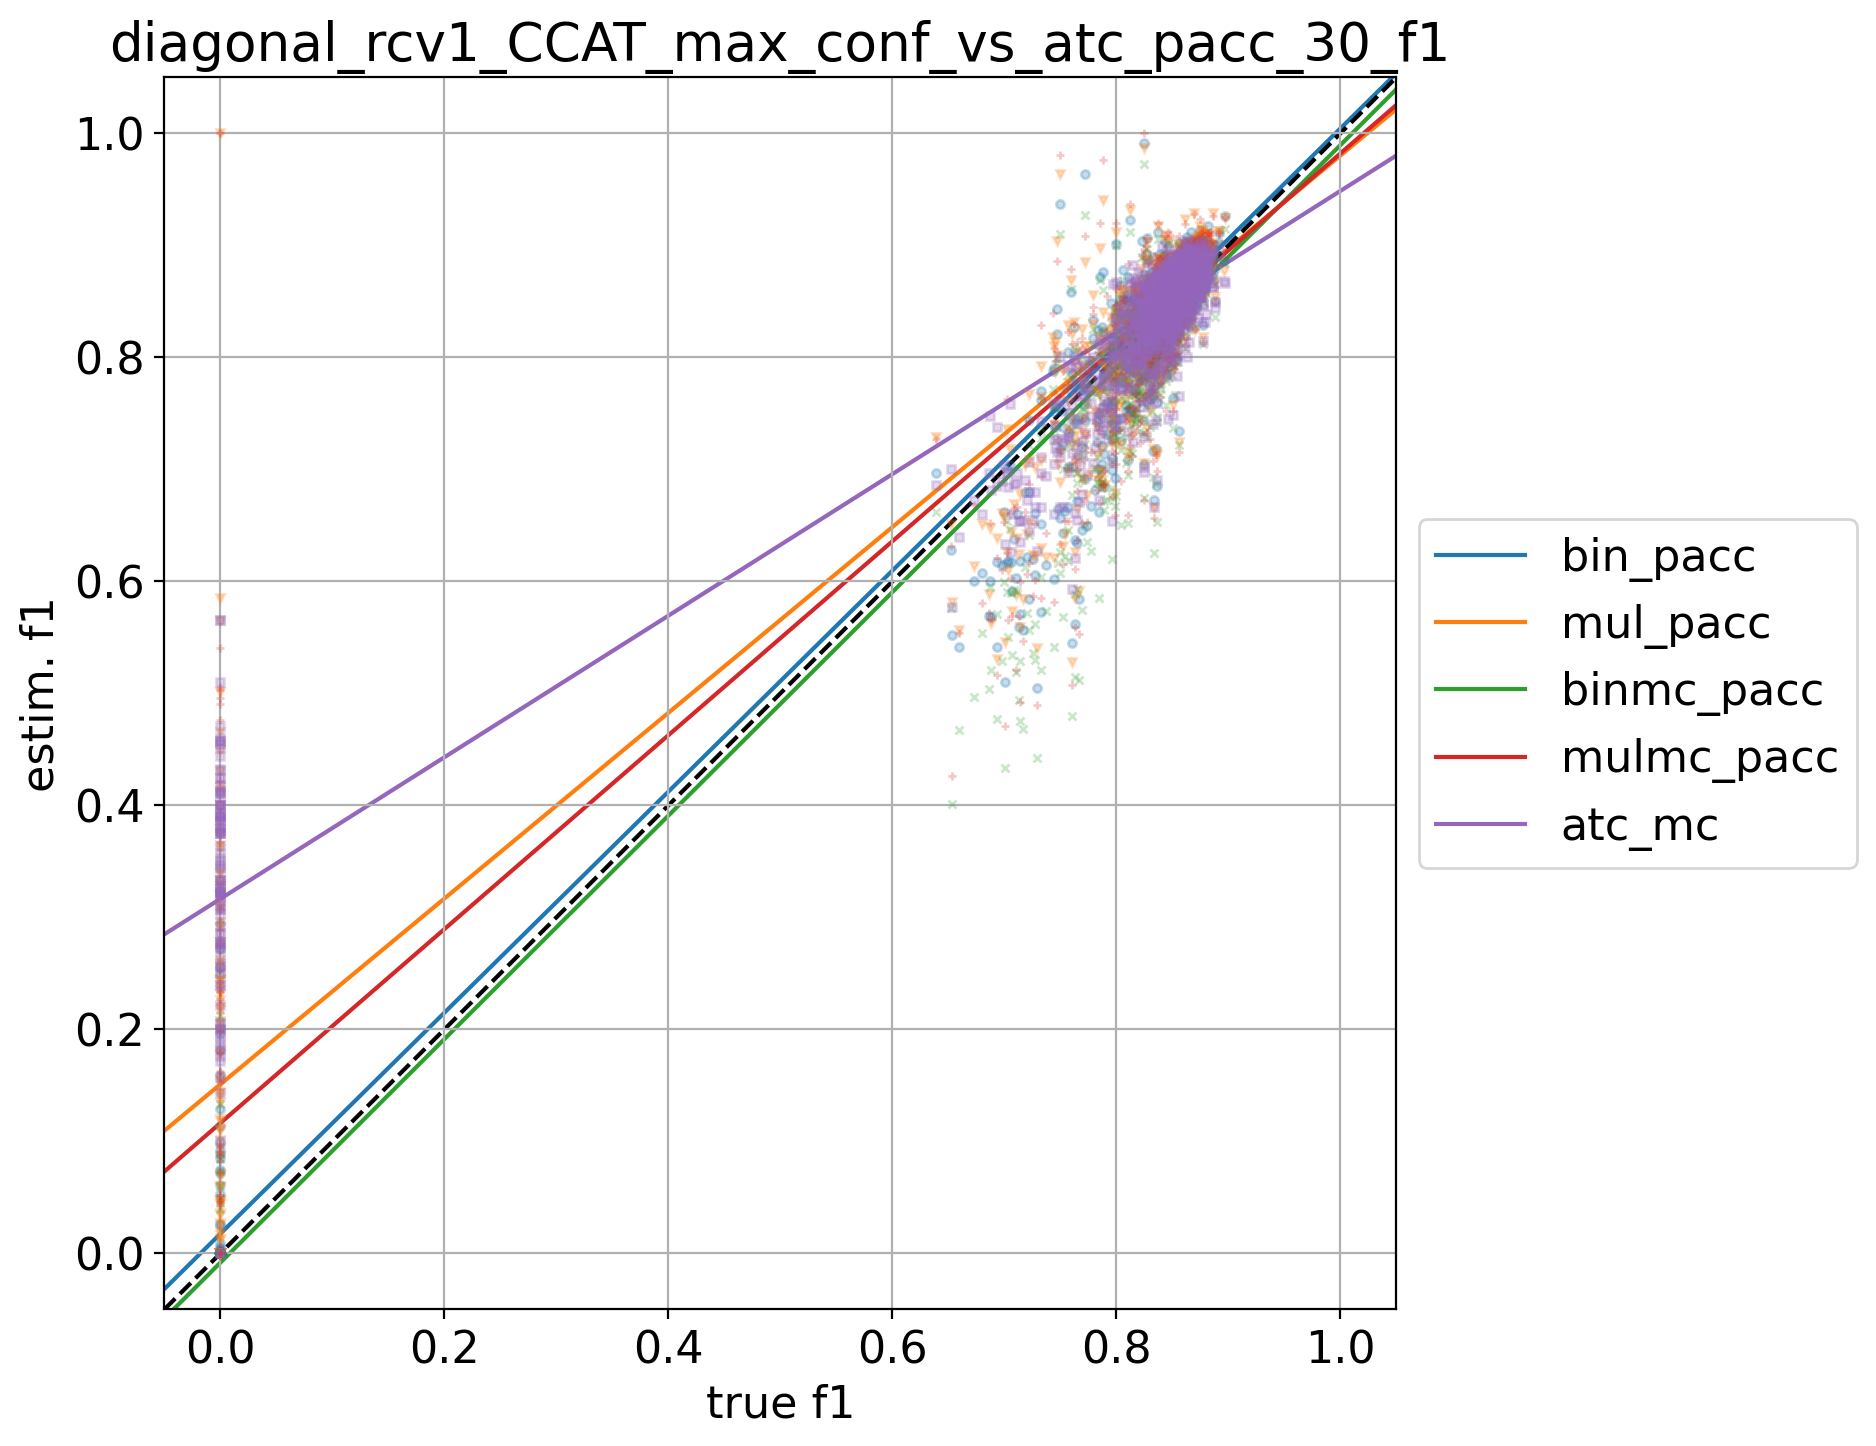 diagonal_rcv1_CCAT_max_conf_vs_atc_pacc_30_f1
1.0
0.8
0.6
0.4
0.2
0.0
estim. f1
0.0 0.2 0.4 0.6 0.8 1.0
true f1
bin_pacc
mul_pacc
binmc_pacc
mulmc_pacc
atc_mc